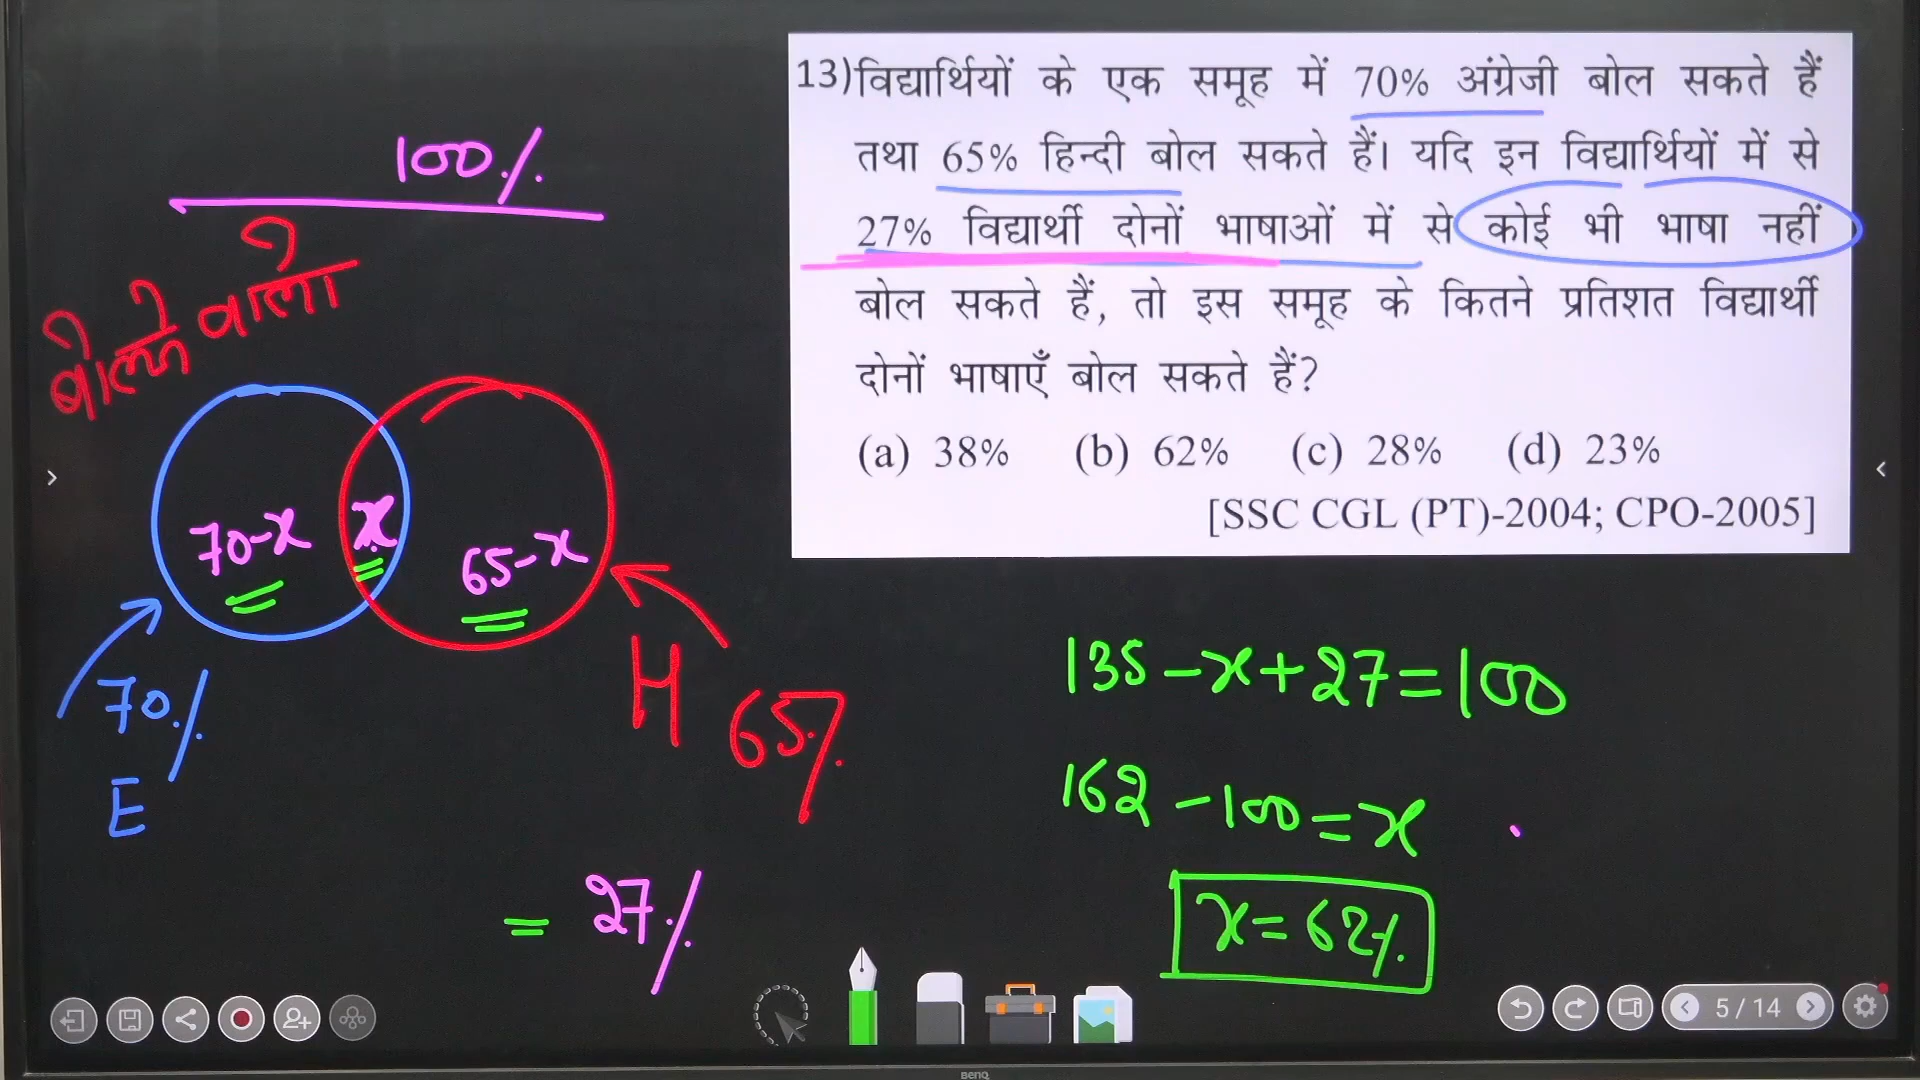 13) विद्यार्थियों के एक समूह में 70% अंग्रेजी बोल सकते हैं
तथा 65% हिन्दी बोल सकते हैं। यदि इन विद्यार्थियों में से
27% विद्यार्थी दोनों भाषाओं में से कोई भी भाषा नहीं
बोल सकते हैं, तो इस समूह के कितने प्रतिशत विद्यार्थी
दोनों भाषाएँ बोल सकते हैं?
(a) 38% (b) 62% (c) 28% (d) 23%
[SSC CGL (PT)-2004; CPO-2005]
100%
बोलने वालो
70-x x 65-x
70%
E
H 65%
= 27%
135 - x + 27 = 100
162 - 100 = x
x = 62%
5 / 14
BenQ